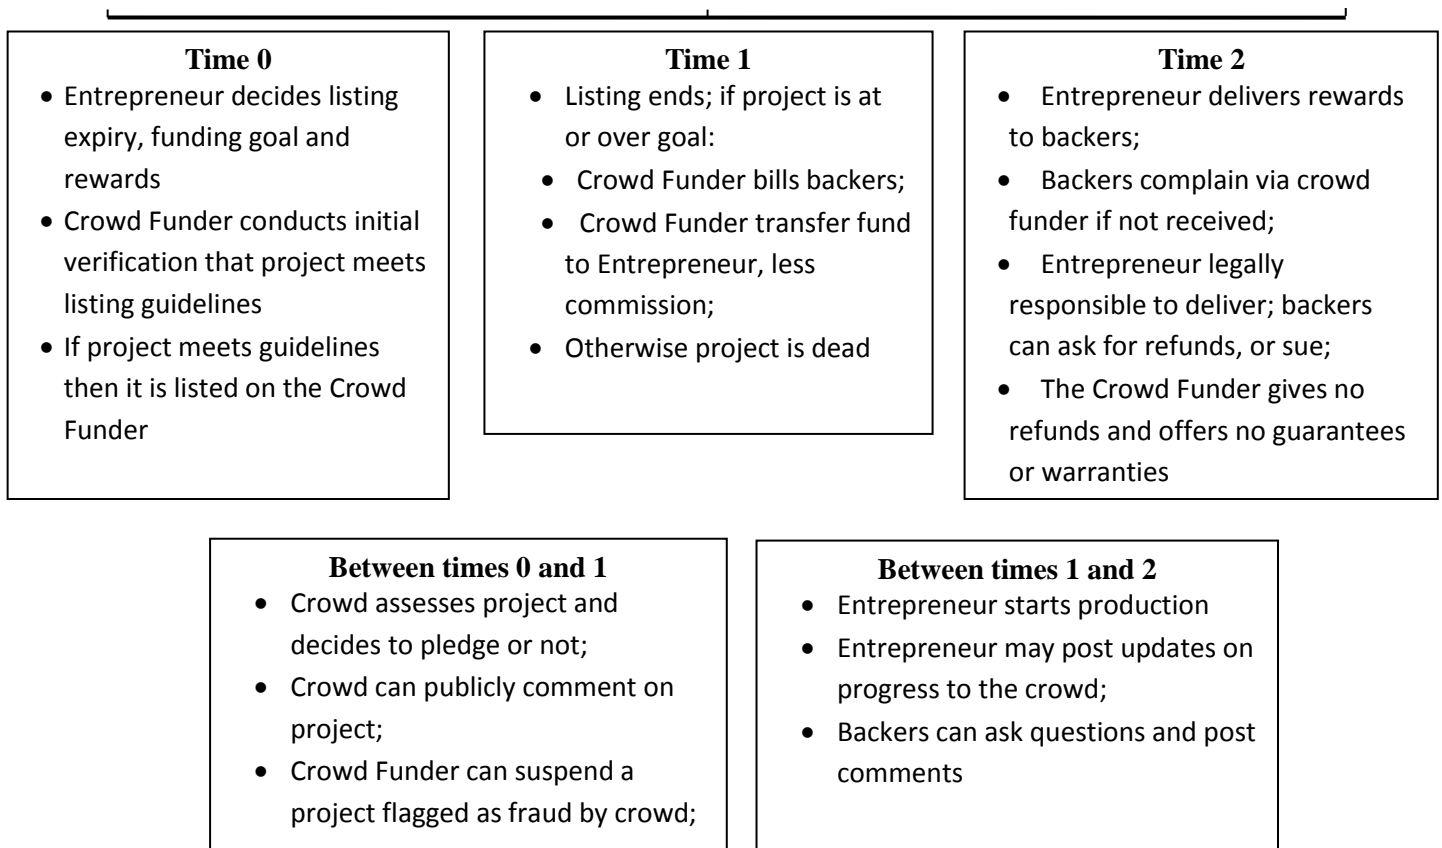 Time 0
• Entrepreneur decides listing
expiry, funding goal and
rewards
• Crowd Funder conducts initial
verification that project meets
listing guidelines
• If project meets guidelines
then it is listed on the Crowd
Funder
Time 1
• Listing ends; if project is at
or over goal:
• Crowd Funder bills backers;
• Crowd Funder transfer fund
to Entrepreneur, less
commission;
• Otherwise project is dead
Time 2
• Entrepreneur delivers rewards
to backers;
• Backers complain via crowd
funder if not received;
• Entrepreneur legally
responsible to deliver; backers
can ask for refunds, or sue;
• The Crowd Funder gives no
refunds and offers no guarantees
or warranties
Between times 0 and 1
• Crowd assesses project and
decides to pledge or not;
• Crowd can publicly comment on
project;
• Crowd Funder can suspend a
project flagged as fraud by crowd;
Between times 1 and 2
• Entrepreneur starts production
• Entrepreneur may post updates on
progress to the crowd;
• Backers can ask questions and post
comments